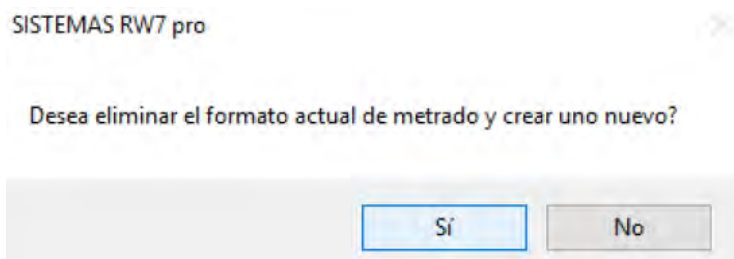 SISTEMAS RW7 pro
Desea eliminar el formato actual de metrado y crear uno nuevo?
Sí
No